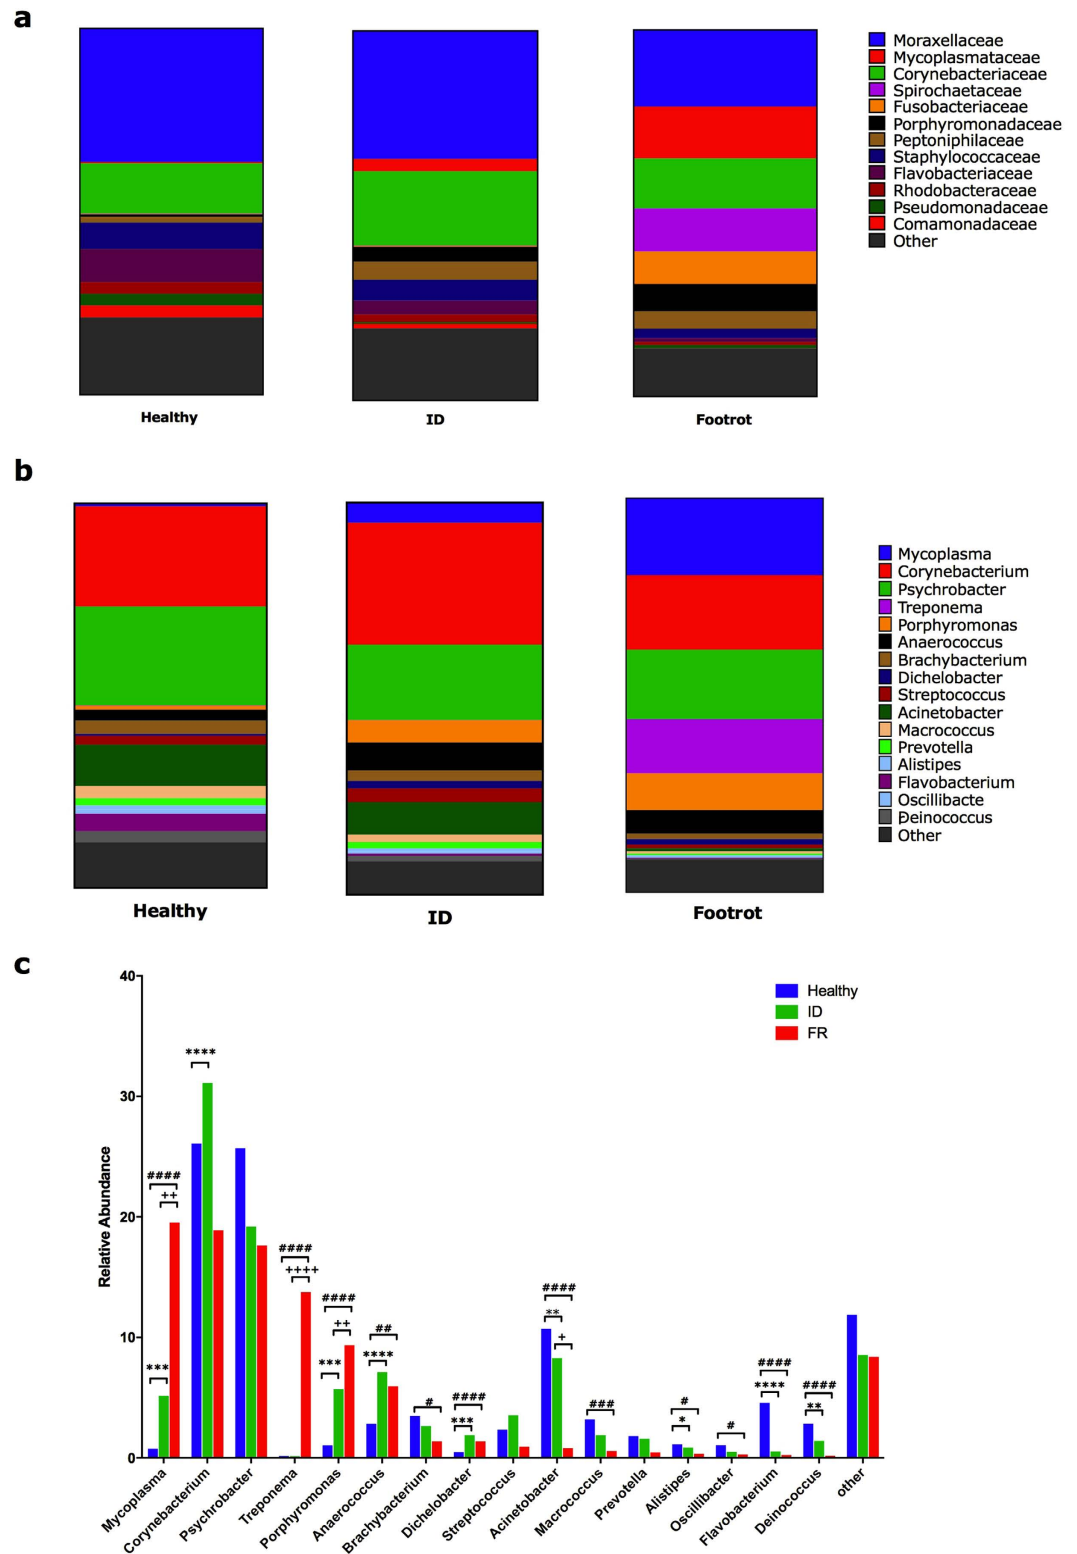 a
Moraxellaceae
Mycoplasmataceae
Corynebacteriaceae
Spirochaetaceae
Fusobacteriaceae
Porphyromonadaceae
Peptoniphilaceae
Staphylococcaceae
Flavobacteriaceae
Rhodobacteraceae
Pseudomonadaceae
Comamonadaceae
Other
Healthy
ID
Footrot
b
Mycoplasma
Corynebacterium
Psychrobacter
Treponema
Porphyromonas
Anaerococcus
Brachybacterium
Dichelobacter
Streptococcus
Acinetobacter
Macrococcus
Prevotella
Alistipes
Flavobacterium
Oscillibacte
Deinococcus
Other
Healthy
ID
Footrot
c
Healthy
ID
FR
Relative Abundance
40
30
20
10
0
***
####
++
****
####
++++
***
####
++
****
##
#
***
####
####
**
+
###
*
#
#
****
####
**
####
Mycoplasma
Corynebacterium
Psychrobacter
Treponema
Porphyromonas
Anaerococcus
Brachybacterium
Dichelobacter
Streptococcus
Acinetobacter
Macrococcus
Prevotella
Alistipes
Oscillibacter
Flavobacterium
Deinococcus
other